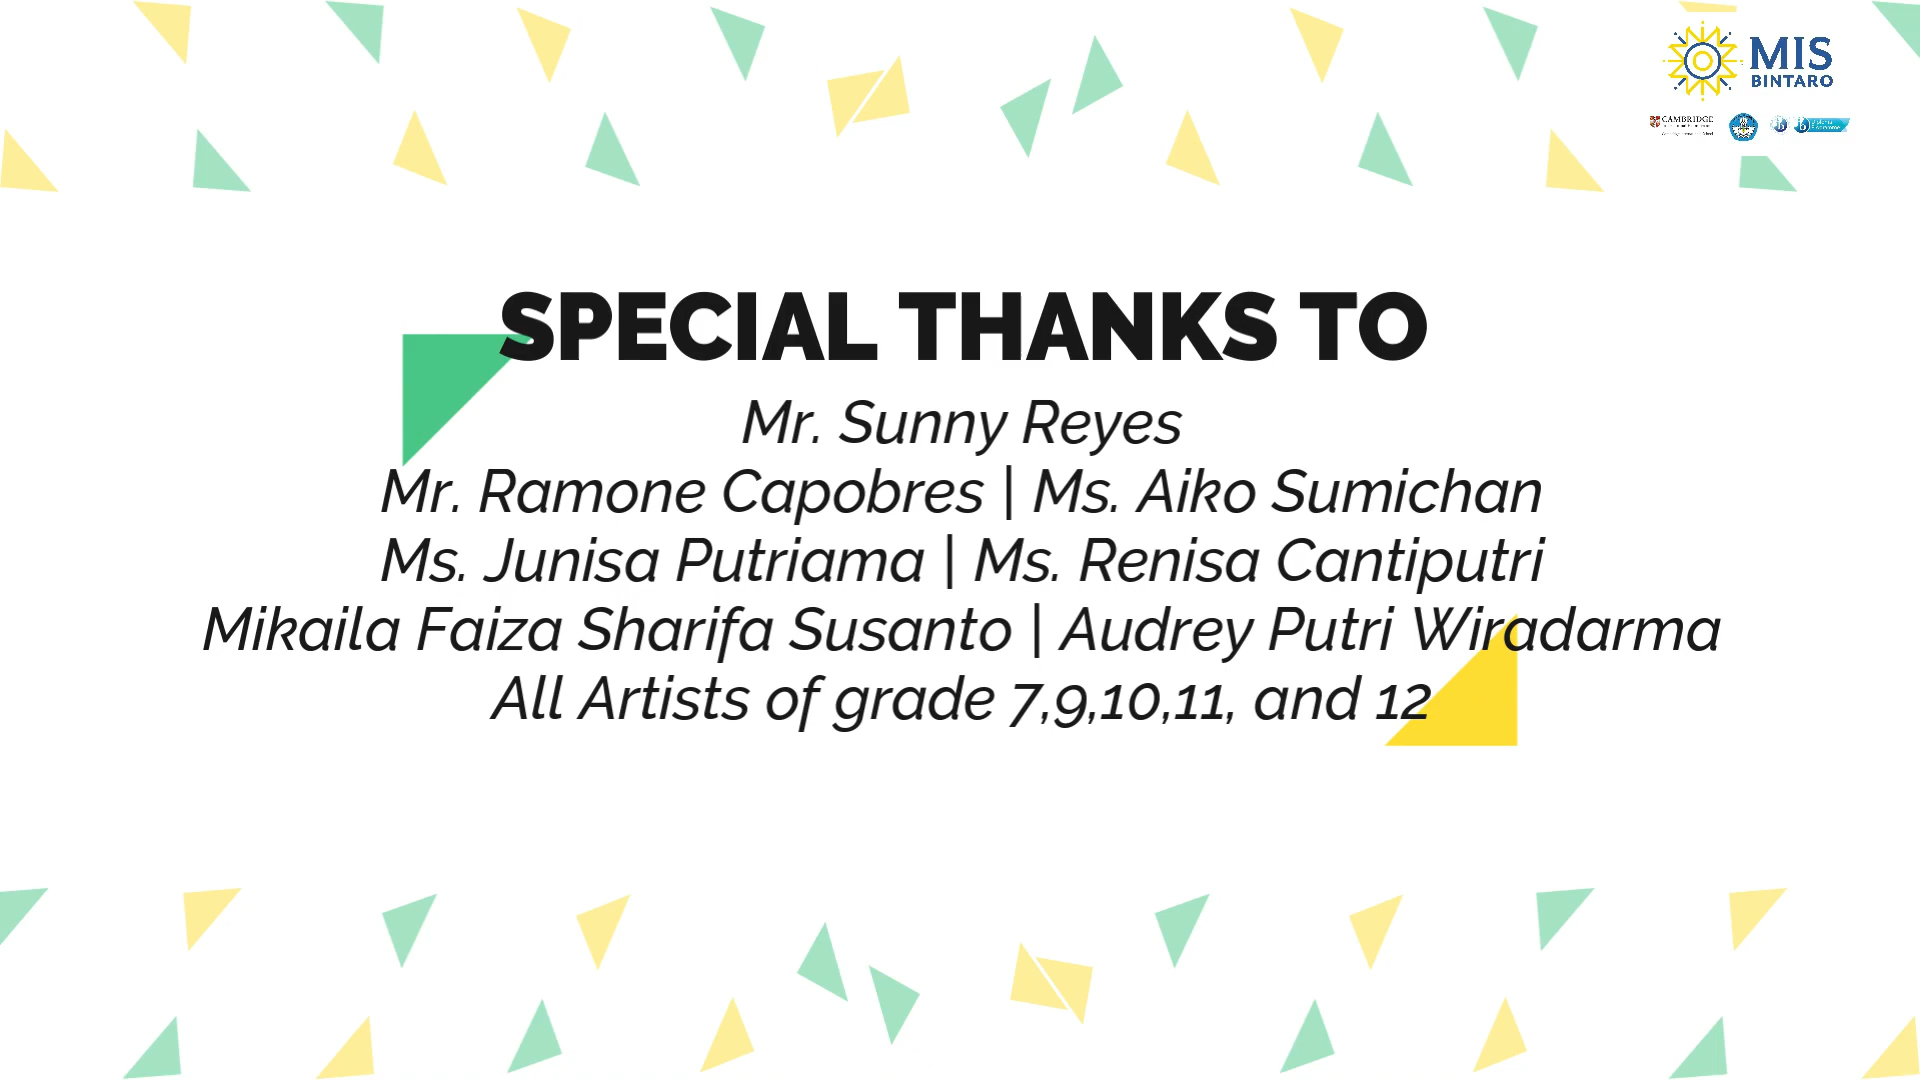 MIS
BINTARO
CAMBRIDGE
SPECIAL THANKS TO
Mr. Sunny Reyes
Mr. Ramone Capobres | Ms. Aiko Sumichan
Ms. Junisa Putriama | Ms. Renisa Cantiputri
Mikaila Faiza Sharifa Susanto | Audrey Putri Wiradarma
All Artists of grade 7,9,10,11, and 12